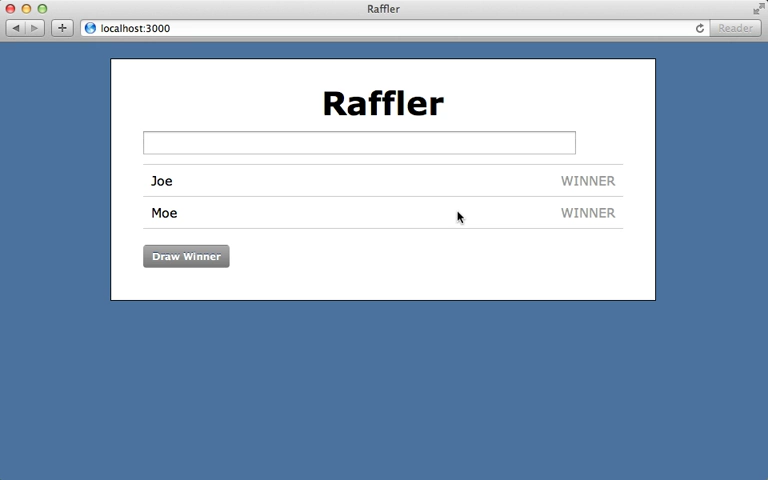 Raffler
localhost:3000
Reader
Raffler
Joe WINNER
Moe WINNER
Draw Winner